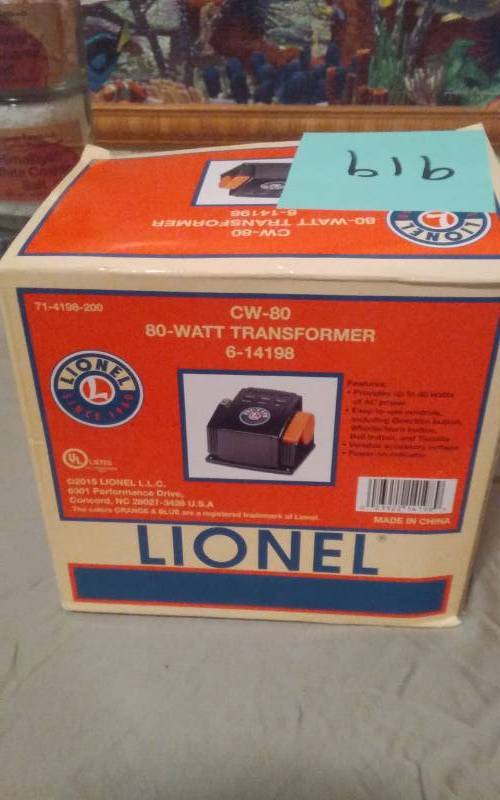 919
6-14198
80-WATT TRANSFORMER
CW-80
LIONEL
71-4198-200
CW-80
80-WATT TRANSFORMER
6-14198
LIONEL
L
SINCE 1900
Features:
• Provides up to 80 watts
of AC power
• Easy-to-use controls,
including Direction button,
Whistle/Horn button,
Bell button, and Throttle
• Variable accessory
• Power
UL LISTED
©2015 LIONEL L.L.C.
6301 Performance Drive,
Concord, NC 28027-3426 U.S.A
The colors ORANGE & BLUE are a registered trademark of Lionel.
MADE IN CHINA
LIONEL®